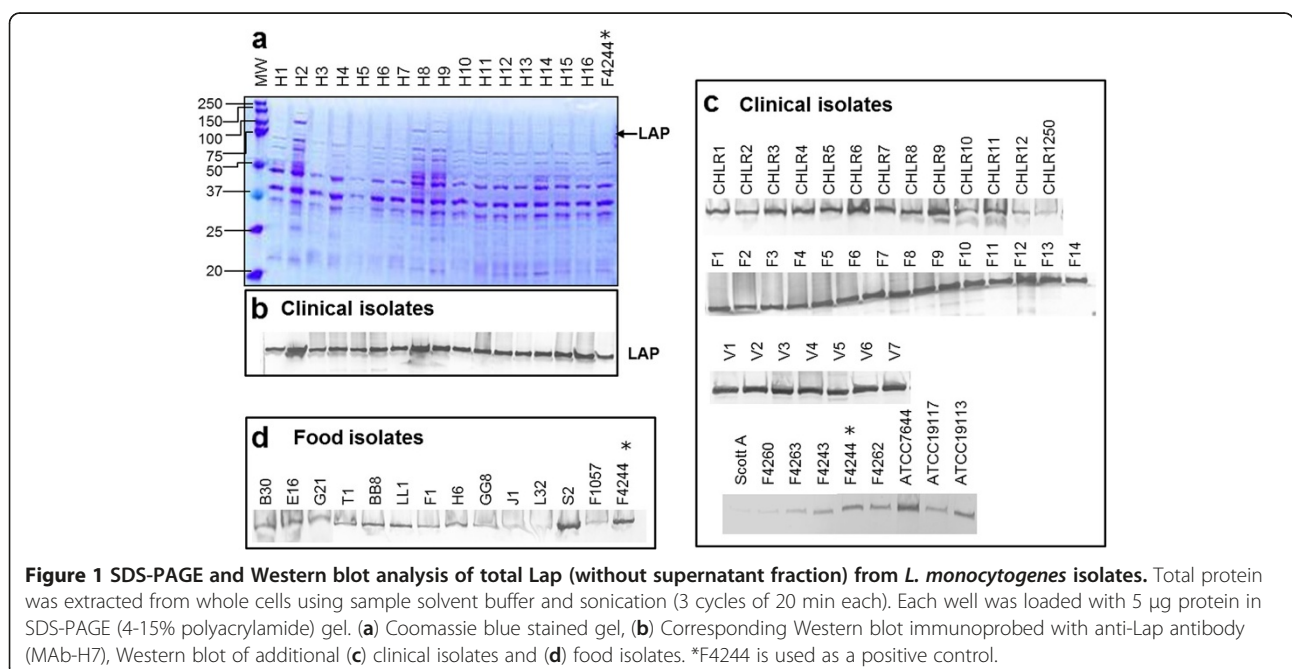 a
MW H1 H2 H3 H4 H5 H6 H7 H8 H9 H10 H11 H12 H13 H14 H15 H16 F4244*
250
150
100
75
50
37
25
20
LAP
b Clinical isolates
LAP
d Food isolates
B30 E16 G21 T1 BB8 LL1 F1 H6 GG8 J1 L32 S2 F1057 F4244 *
c Clinical isolates
CHLR1 CHLR2 CHLR3 CHLR4 CHLR5 CHLR6 CHLR7 CHLR8 CHLR9 CHLR10 CHLR11 CHLR12 CHLR1250
F1 F2 F3 F4 F5 F6 F7 F8 F9 F10 F11 F12 F13 F14
V1 V2 V3 V4 V5 V6 V7
Scott A F4260 F4263 F4243 F4244 * F4262 ATCC7644 ATCC19117 ATCC19113
Figure 1 SDS-PAGE and Western blot analysis of total Lap (without supernatant fraction) from L. monocytogenes isolates. Total protein
was extracted from whole cells using sample solvent buffer and sonication (3 cycles of 20 min each). Each well was loaded with 5 μg protein in
SDS-PAGE (4-15% polyacrylamide) gel. (a) Coomassie blue stained gel, (b) Corresponding Western blot immunoprobed with anti-Lap antibody
(MAb-H7), Western blot of additional (c) clinical isolates and (d) food isolates. *F4244 is used as a positive control.